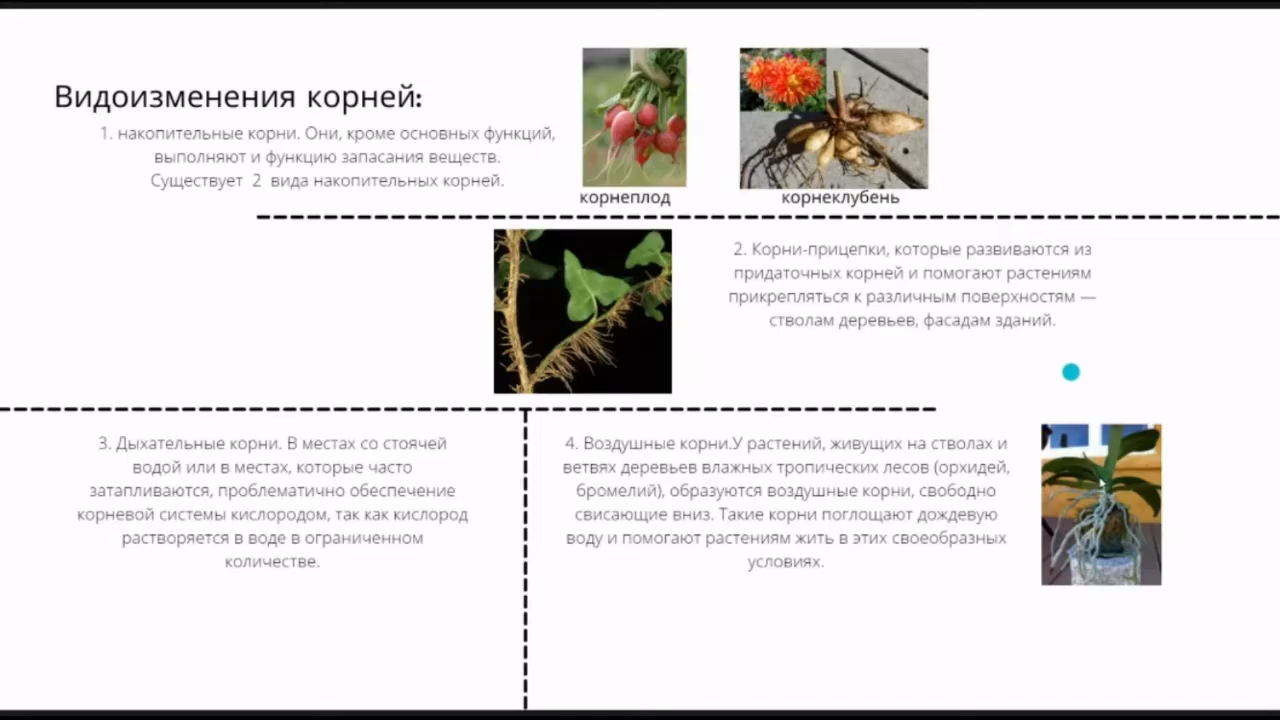 Видоизменения корней:
1. накопительные корни. Они, кроме основных функций,
выполняют и функцию запасания веществ.
Существует 2 вида накопительных корней.
корнеплод
корнеклубень
2. Корни-прицепки, которые развиваются из
придаточных корней и помогают растениям
прикрепляться к различным поверхностям —
стволам деревьев, фасадам зданий.
3. Дыхательные корни. В местах со стоячей
водой или в местах, которые часто
затапливаются, проблематично обеспечение
корневой системы кислородом, так как кислород
растворяется в воде в ограниченном
количестве.
4. Воздушные корни.У растений, живущих на стволах и
ветвях деревьев влажных тропических лесов (орхидей,
бромелий), образуются воздушные корни, свободно
свисающие вниз. Такие корни поглощают дождевую
воду и помогают растениям жить в этих своеобразных
условиях.